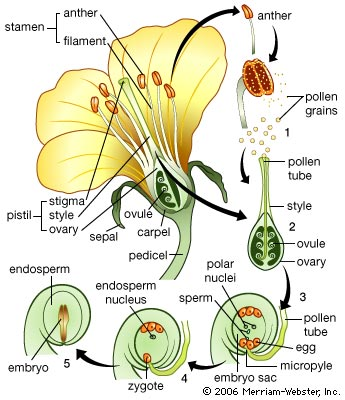 anther
stamen
filament
anther
pollen
grains
1
pollen
tube
stigma
pistil
style
ovary
style
2
ovule
carpel
sepal
ovule
ovary
pedicel
3
endosperm
endosperm
nucleus
polar
nuclei
sperm
pollen
tube
egg
embryo
5
micropyle
zygote
4
embryo sac
© 2006 Merriam-Webster, Inc.